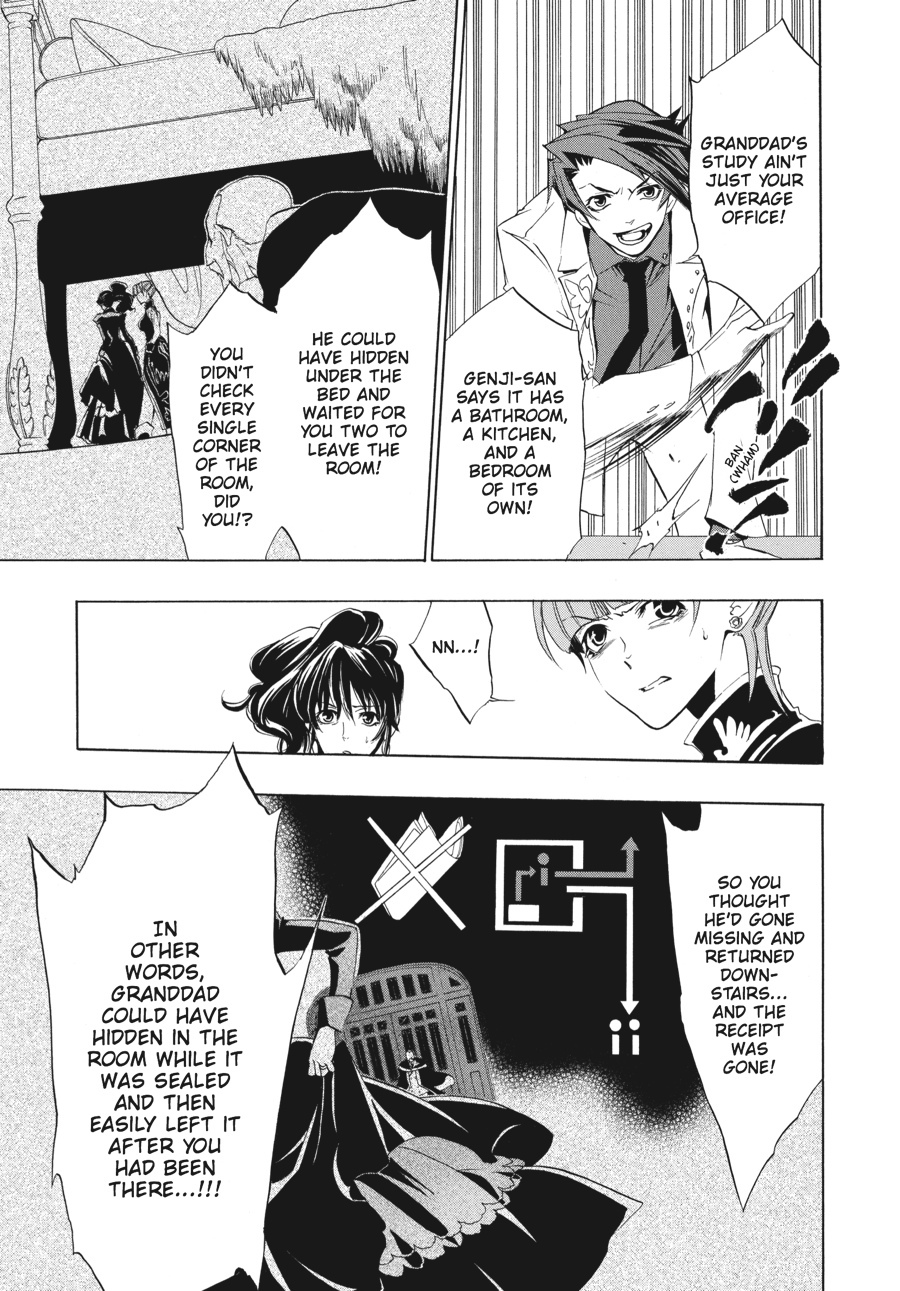 GRANDDAD'S
STUDY AIN'T
JUST YOUR
AVERAGE
OFFICE!
GENJI-SAN
SAYS IT HAS
A BATHROOM,
A KITCHEN,
AND A
BEDROOM
OF ITS
OWN!
BAN
(WHAM)
HE COULD
HAVE HIDDEN
UNDER THE
BED AND
WAITED FOR
YOU TWO TO
LEAVE THE
ROOM!
YOU
DIDN'T
CHECK
EVERY
SINGLE
CORNER
OF THE
ROOM,
DID
YOU!?
NN...!
SO YOU
THOUGHT
HE'D GONE
MISSING AND
RETURNED
DOWN-
STAIRS...
AND THE
RECEIPT
WAS
GONE!
IN
OTHER
WORDS,
GRANDDAD
COULD HAVE
HIDDEN IN THE
ROOM WHILE IT
WAS SEALED
AND THEN
EASILY LEFT IT
AFTER YOU
HAD BEEN
THERE...!!!